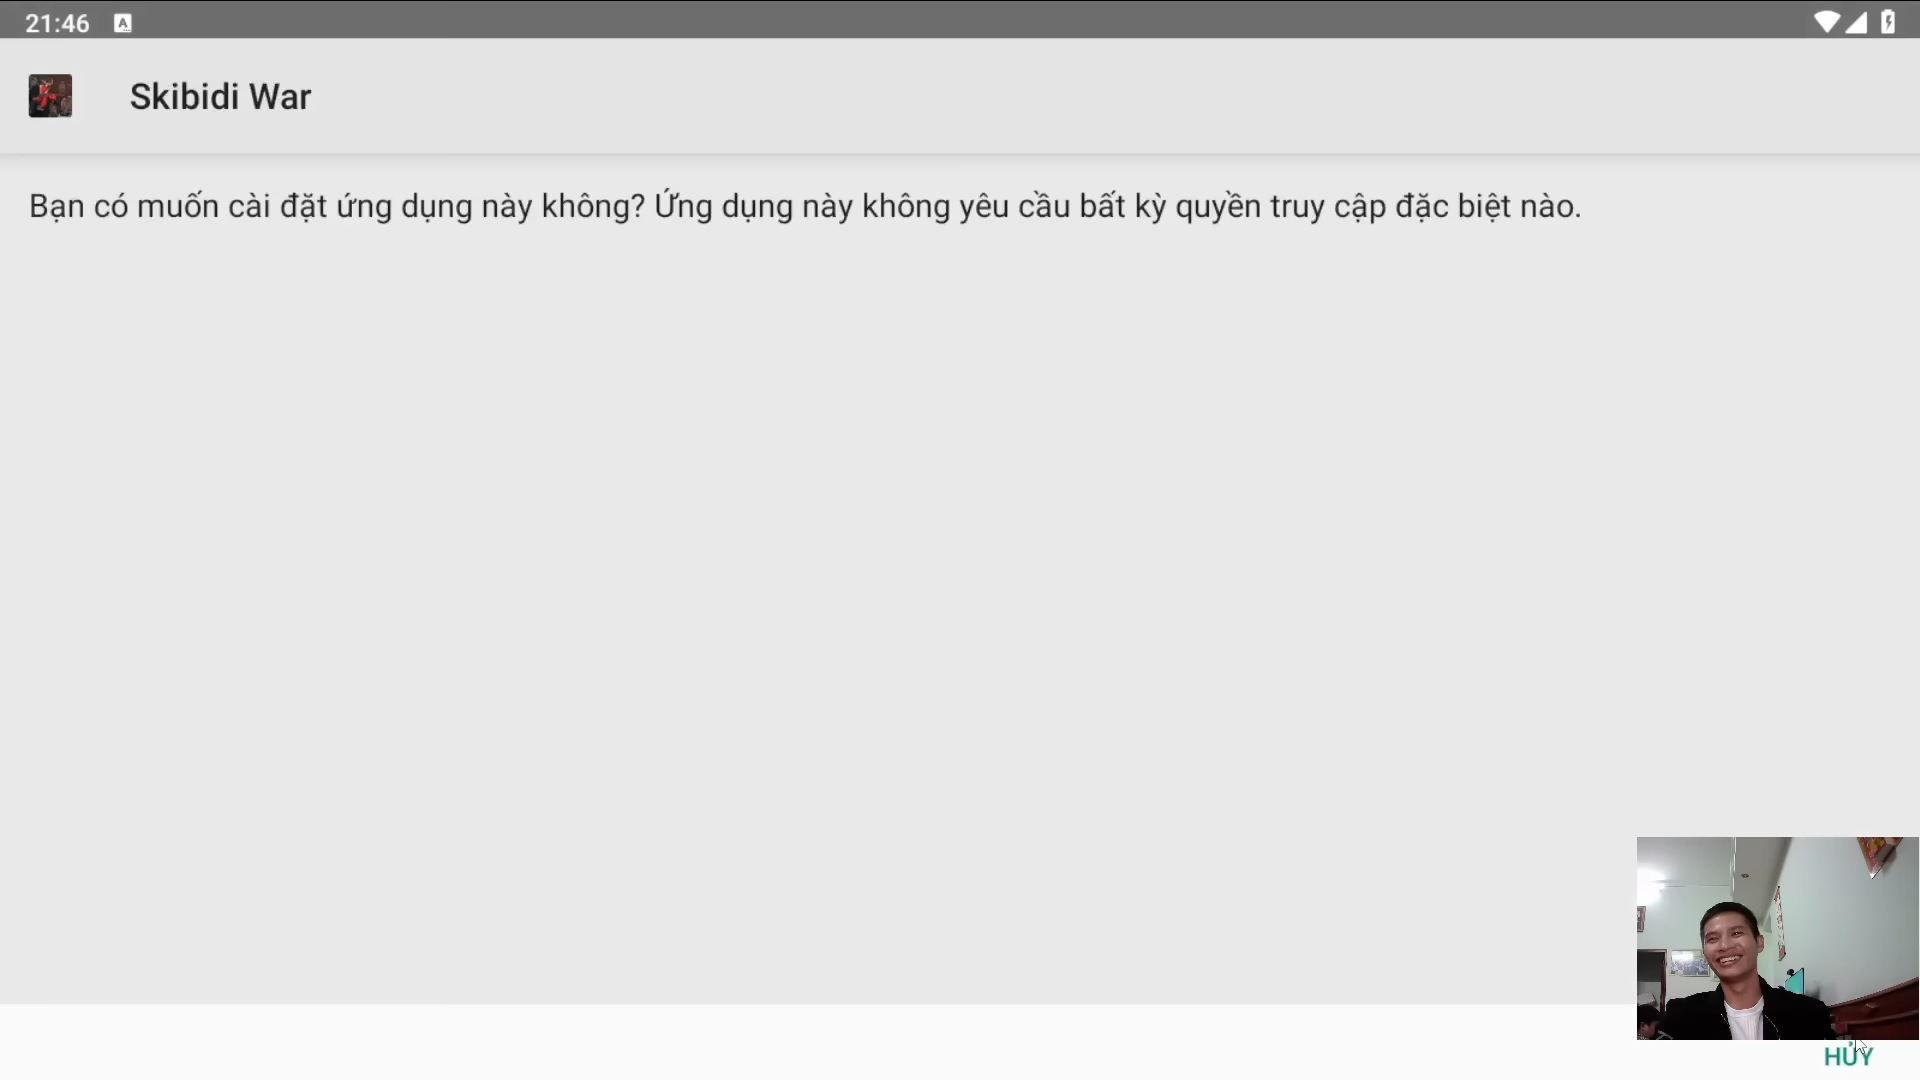 21:46
Skibidi War
Bạn có muốn cài đặt ứng dụng này không? Ứng dụng này không yêu cầu bất kỳ quyền truy cập đặc biệt nào.
HỦY